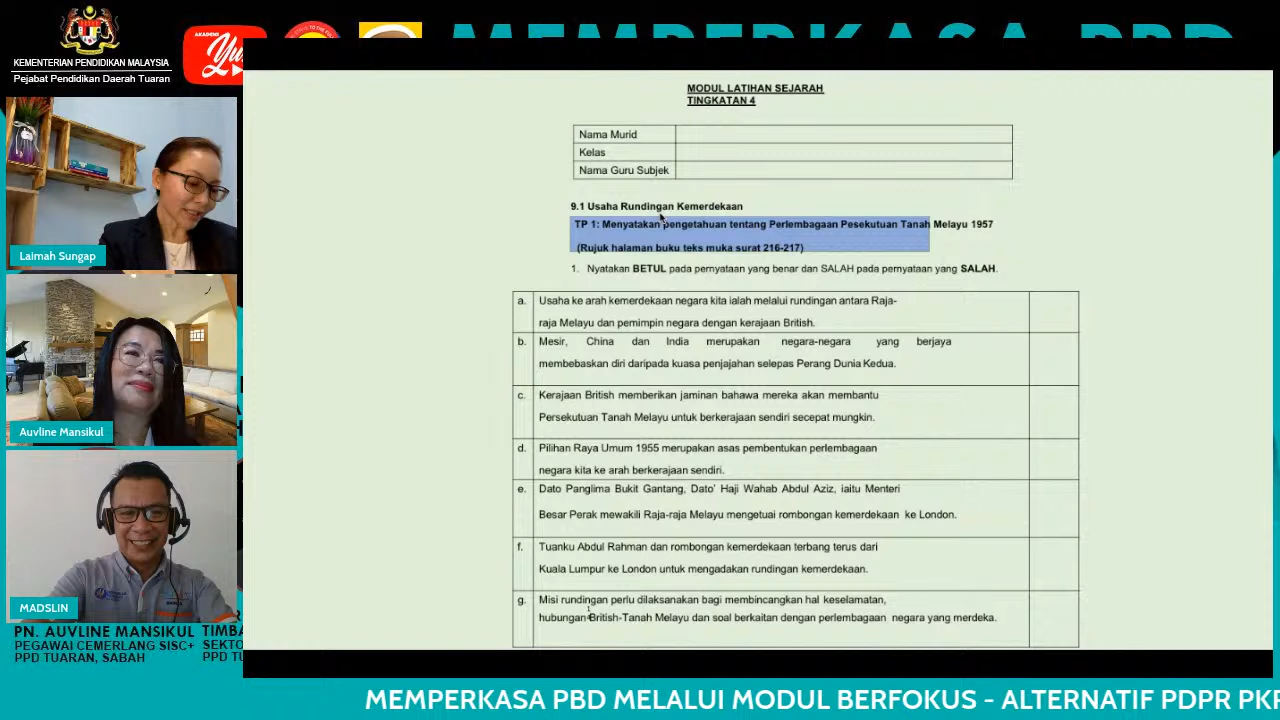 MEMPERKASA PBD
KEMENTERIAN PENDIDIKAN MALAYSIA
Pejabat Pendidikan Daerah Tuaran
AKADEMI
Laimah Sungap
Auvline Mansikul
MADSLIN
PN. AUVLINE MANSIKUL
PEGAWAI CEMERLANG SISC+
PPD TUARAN, SABAH
MODUL LATIHAN SEJARAH
TINGKATAN 4
Nama Murid
Kelas
Nama Guru Subjek
9.1 Usaha Rundingan Kemerdekaan
TP 1: Menyatakan pengetahuan tentang Perlembagaan Pesekutuan Tanah Melayu 1957
(Rujuk halaman buku teks muka surat 216-217)
1. Nyatakan BETUL pada pernyataan yang benar dan SALAH pada pernyataan yang SALAH.
a. Usaha ke arah kemerdekaan negara kita ialah melalui rundingan antara Raja-
raja Melayu dan pemimpin negara dengan kerajaan British.
b. Mesir, China dan India merupakan negara-negara yang berjaya
membebaskan diri daripada kuasa penjajahan selepas Perang Dunia Kedua.
c. Kerajaan British memberikan jaminan bahawa mereka akan membantu
Persekutuan Tanah Melayu untuk berkerajaan sendiri secepat mungkin.
d. Pilihan Raya Umum 1955 merupakan asas pembentukan perlembagaan
negara kita ke arah berkerajaan sendiri.
e. Dato Panglima Bukit Gantang, Dato' Haji Wahab Abdul Aziz, iaitu Menteri
Besar Perak mewakili Raja-raja Melayu mengetuai rombongan kemerdekaan ke London.
f. Tuanku Abdul Rahman dan rombongan kemerdekaan terbang terus dari
Kuala Lumpur ke London untuk mengadakan rundingan kemerdekaan.
g. Misi rundingan perlu dilaksanakan bagi membincangkan hal keselamatan,
hubungan British-Tanah Melayu dan soal berkaitan dengan perlembagaan negara yang merdeka.
MEMPERKASA PBD MELALUI MODUL BERFOKUS - ALTERNATIF PDPR PKP